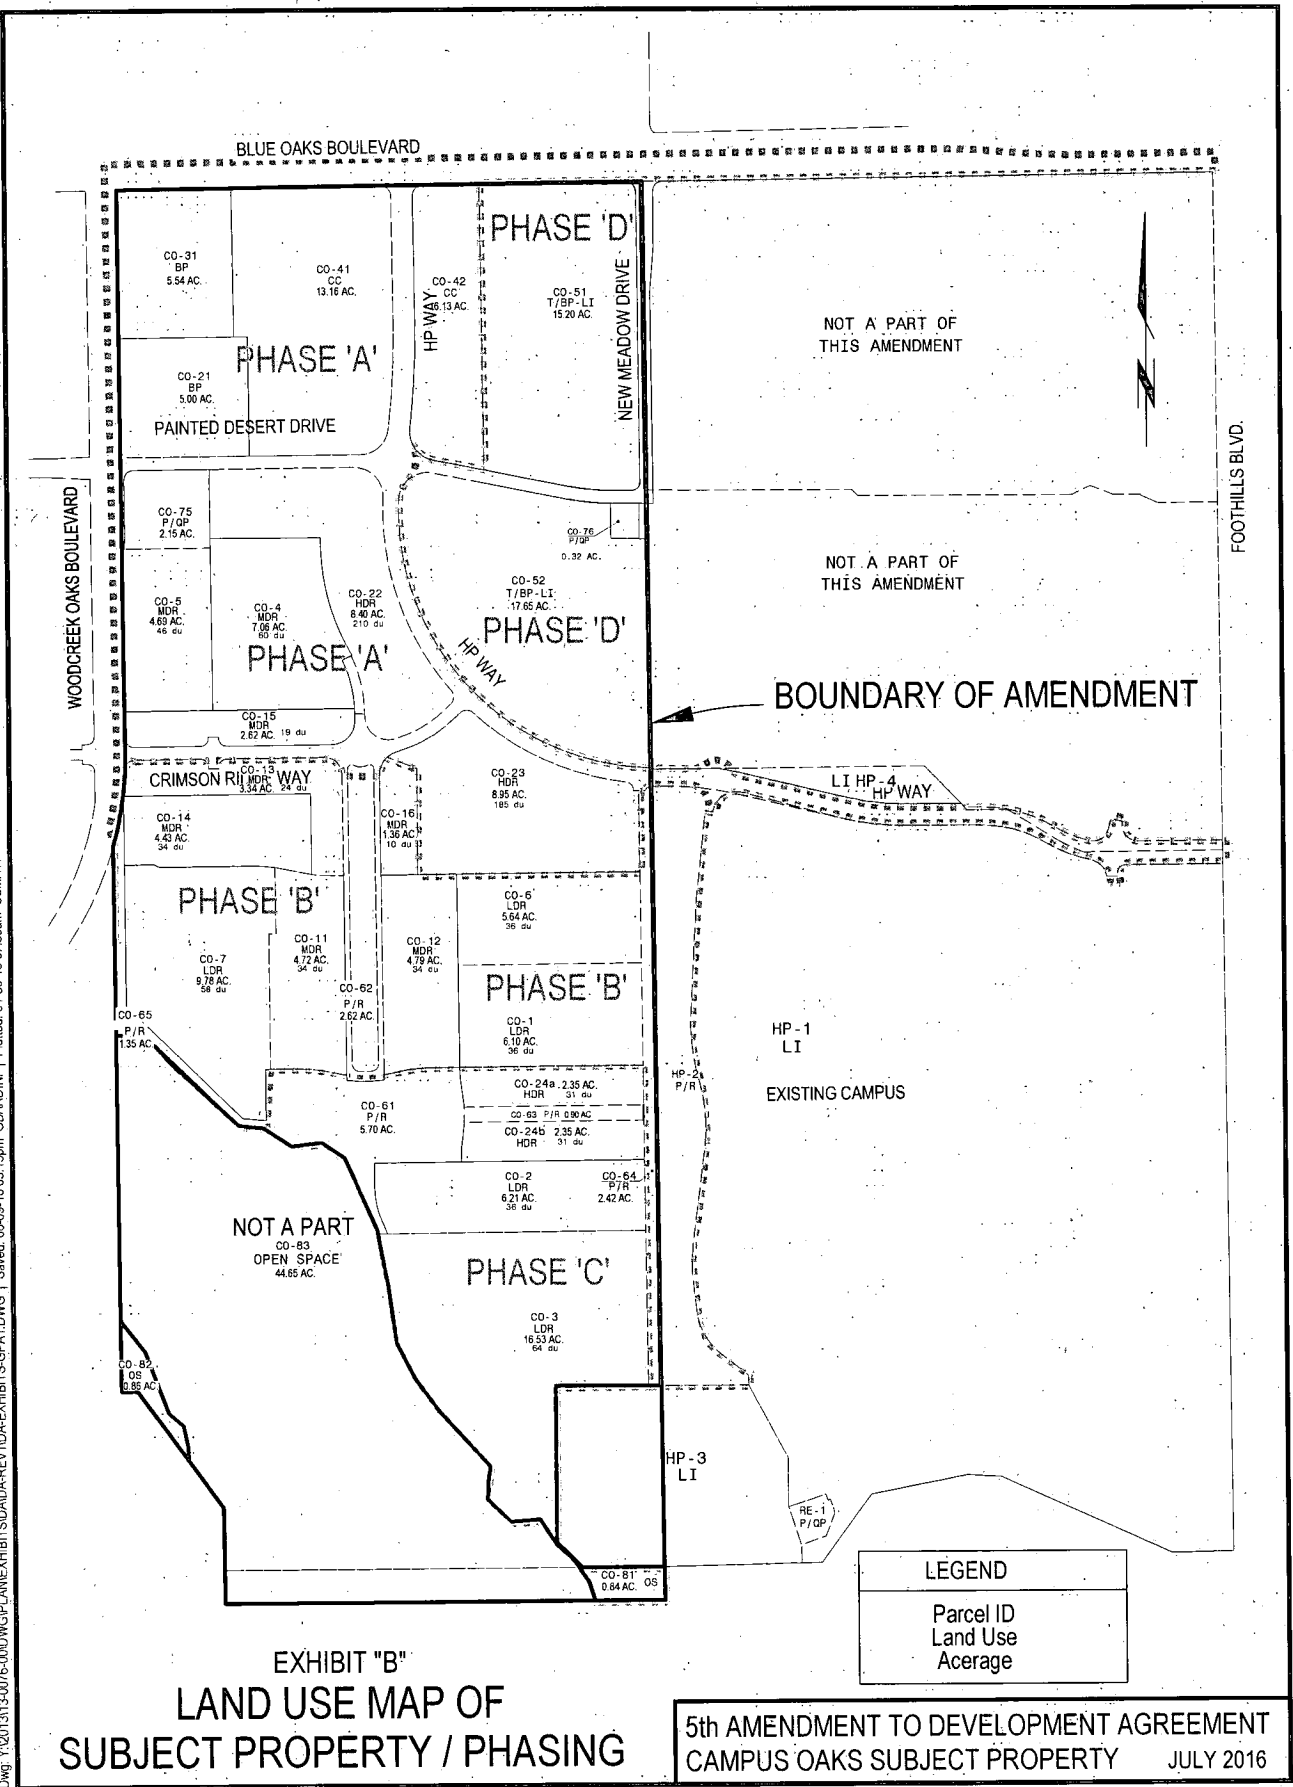 BLUE OAKS BOULEVARD
PHASE 'D'
CO-31
BP
5.54 AC.
CO-41
CC
13.16 AC.
HP WAY
CO-42
CC
6.13 AC.
CO-51
T/BP-LI
15.20 AC.
NEW MEADOW DRIVE
NOT A PART OF
THIS AMENDMENT
PHASE 'A'
CO-21
BP
5.00 AC.
PAINTED DESERT DRIVE
FOOTHILLS BLVD.
WOODCREEK OAKS BOULEVARD
CO-75
P/QP
2.15 AC.
CO-76
P/QP
0.32 AC.
NOT A PART OF
THIS AMENDMENT
CO-5
MDR
4.69 AC.
46 du
CO-4
MDR
7.06 AC.
60 du
CO-22
HDR
8.40 AC.
210 du
CO-52
T/BP-LI
17.65 AC.
PHASE 'D'
PHASE 'A'
HP WAY
BOUNDARY OF AMENDMENT
CO-15
MDR
2.62 AC. 19 du
CO-13
CRIMSON RI MDR WAY
3.34 AC. 24 du
CO-23
HDR
8.95 AC.
185 du
LI HP-4
HP WAY
CO-14
MDR
4.43 AC.
34 du
CO-16
MDR
1.36 AC.
10 du
PHASE 'B'
CO-6
LDR
5.64 AC.
36 du
CO-7
LDR
9.78 AC.
58 du
CO-11
MDR
4.72 AC.
34 du
CO-62
P/R
2.62 AC.
CO-12
MDR
4.79 AC.
34 du
PHASE 'B'
CO-1
LDR
6.10 AC.
36 du
CO-65
P/R
1.35 AC.
HP-1
LI
EXISTING CAMPUS
HP-2
P/R
CO-24a 2.35 AC.
HDR 31 du
CO-63 P/R 0.90 AC
CO-24b 2.35 AC.
HDR 31 du
CO-61
P/R
5.70 AC.
CO-2
LDR
6.21 AC.
36 du
CO-64
P/R
2.42 AC.
NOT A PART
CO-83
OPEN SPACE
44.65 AC.
PHASE 'C'
CO-3
LDR
16.53 AC.
64 du
CO-82
OS
0.85 AC
HP-3
LI
RE-1
P/QP
CO-81
0.84 AC. OS
LEGEND
Parcel ID
Land Use
Acerage
EXHIBIT "B"
LAND USE MAP OF
SUBJECT PROPERTY / PHASING
5th AMENDMENT TO DEVELOPMENT AGREEMENT
CAMPUS OAKS SUBJECT PROPERTY JULY 2016